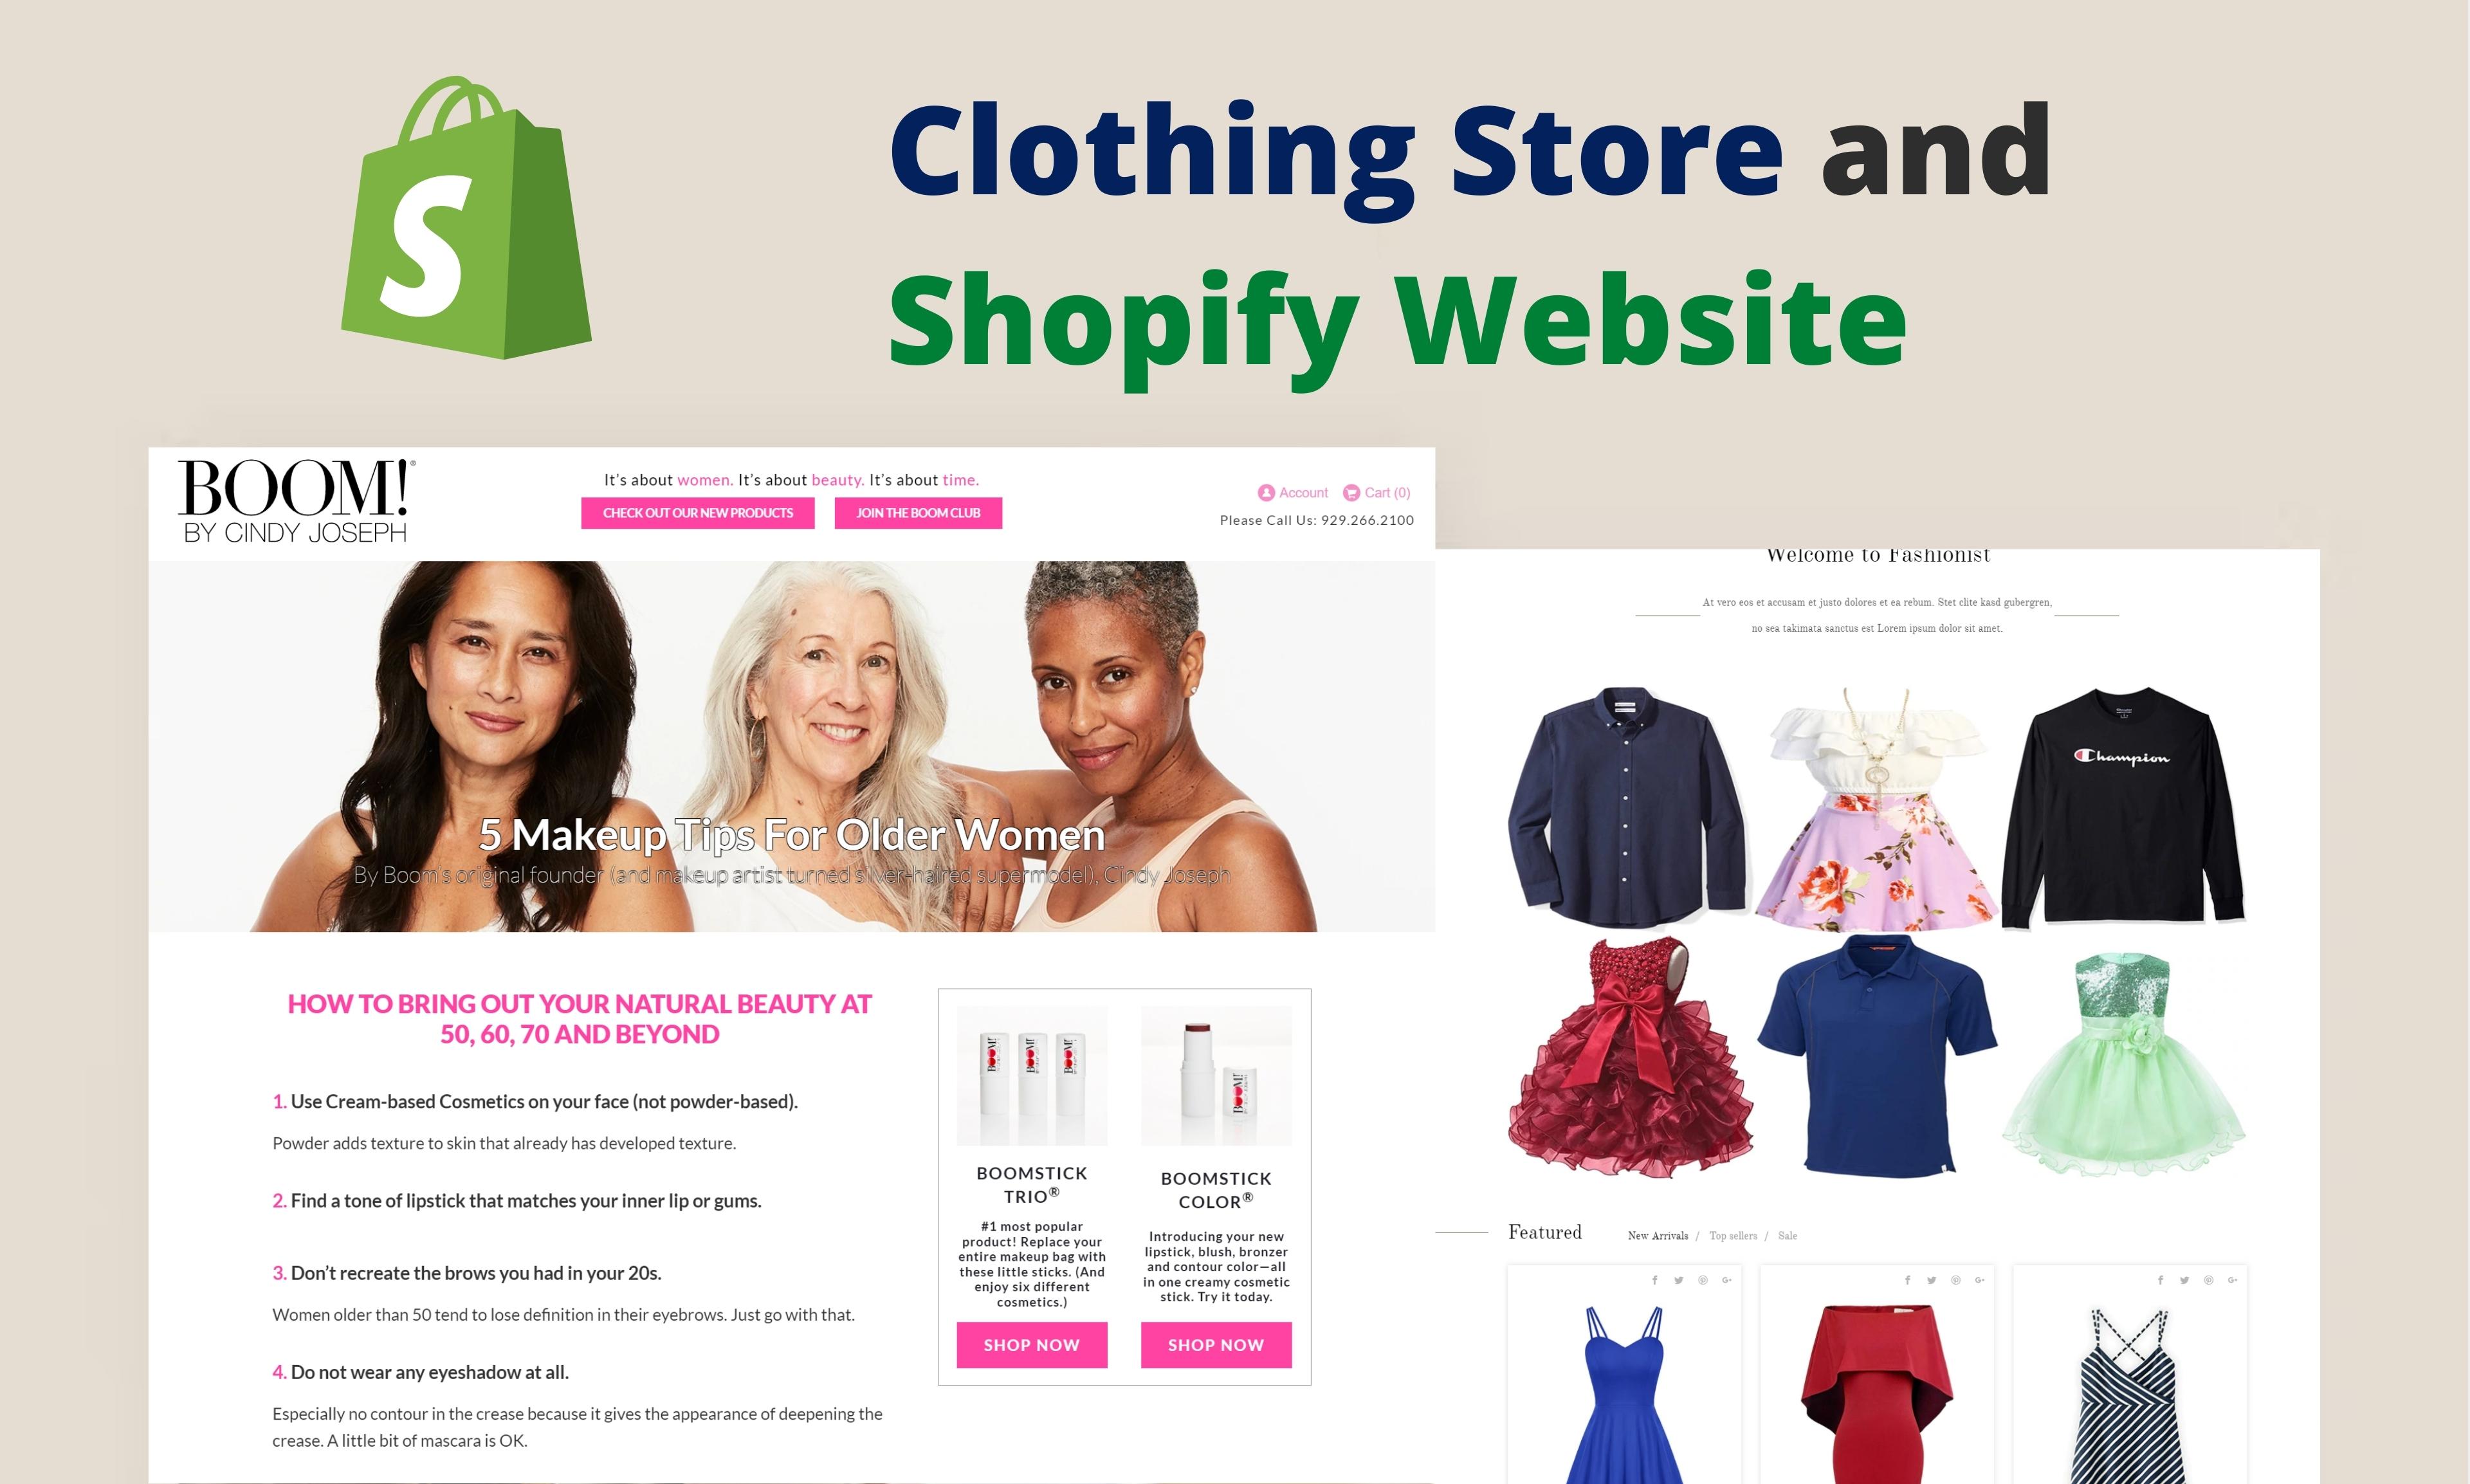 S
Clothing Store and
Shopify Website
BOOM!®
BY CINDY JOSEPH
It's about women. It's about beauty. It's about time.
CHECK OUT OUR NEW PRODUCTS
JOIN THE BOOM CLUB
Account
Cart (0)
Please Call Us: 929.266.2100
5 Makeup Tips For Older Women
By Boom's original founder (and makeup artist turned silver-haired supermodel), Cindy Joseph
HOW TO BRING OUT YOUR NATURAL BEAUTY AT
50, 60, 70 AND BEYOND
1. Use Cream-based Cosmetics on your face (not powder-based).
Powder adds texture to skin that already has developed texture.
2. Find a tone of lipstick that matches your inner lip or gums.
3. Don't recreate the brows you had in your 20s.
Women older than 50 tend to lose definition in their eyebrows. Just go with that.
4. Do not wear any eyeshadow at all.
Especially no contour in the crease because it gives the appearance of deepening the
crease. A little bit of mascara is OK.
BOOM!
BOOM!
BOOM!
BOOMSTICK
TRIO®
#1 most popular
product! Replace your
entire makeup bag with
these little sticks. (And
enjoy six different
cosmetics.)
SHOP NOW
BOOM!
BOOMSTICK
COLOR®
Introducing your new
lipstick, blush, bronzer
and contour color—all
in one creamy cosmetic
stick. Try it today.
SHOP NOW
Welcome to Fashionist
At vero eos et accusam et justo dolores et ea rebum. Stet clite kasd gubergren,
no sea takimata sanctus est Lorem ipsum dolor sit amet.
Champion
Featured
New Arrivals / Top sellers / Sale